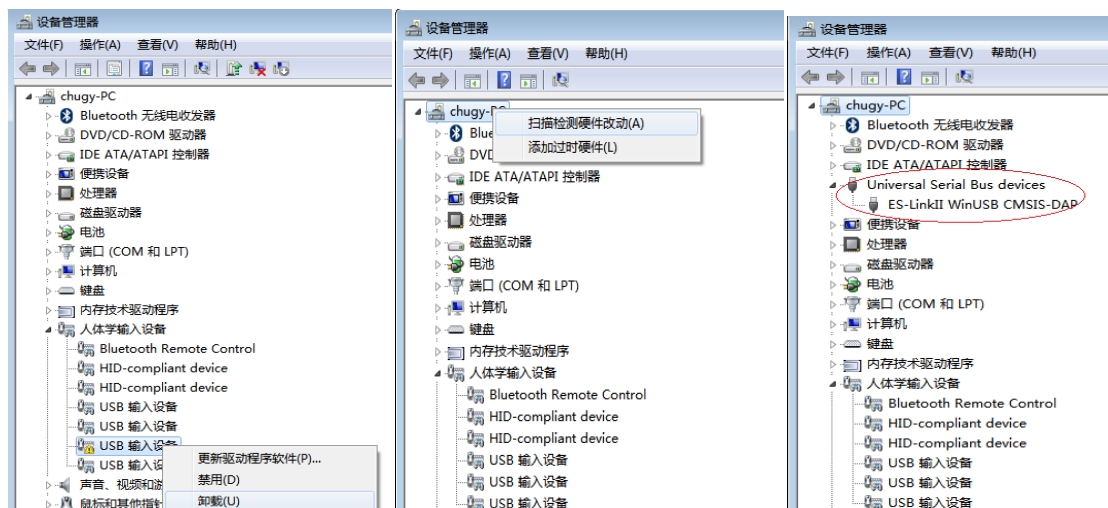 设备管理器
文件(F) 操作(A) 查看(V) 帮助(H)
chugy-PC
Bluetooth 无线电收发器
DVD/CD-ROM 驱动器
IDE ATA/ATAPI 控制器
便携设备
处理器
磁盘驱动器
电池
端口 (COM 和 LPT)
计算机
键盘
内存技术驱动程序
人体学输入设备
Bluetooth Remote Control
HID-compliant device
HID-compliant device
USB 输入设备
USB 输入设备
USB 输入设备
USB 输入设
声音、视频和游
鼠标和其他指针
更新驱动程序软件(P)...
禁用(D)
卸载(U)
设备管理器
文件(F) 操作(A) 查看(V) 帮助(H)
chugy-PC
扫描检测硬件改动(A)
添加过时硬件(L)
Blue
DVD
IDE ATA/ATAPI 控制器
便携设备
处理器
磁盘驱动器
电池
端口 (COM 和 LPT)
计算机
键盘
内存技术驱动程序
人体学输入设备
Bluetooth Remote Control
HID-compliant device
HID-compliant device
USB 输入设备
USB 输入设备
USB 输入设备
设备管理器
文件(F) 操作(A) 查看(V) 帮助(H)
chugy-PC
Bluetooth 无线电收发器
DVD/CD-ROM 驱动器
IDE ATA/ATAPI 控制器
Universal Serial Bus devices
ES-LinkII WinUSB CMSIS-DAP
便携设备
处理器
磁盘驱动器
电池
端口 (COM 和 LPT)
计算机
键盘
内存技术驱动程序
人体学输入设备
Bluetooth Remote Control
HID-compliant device
HID-compliant device
USB 输入设备
USB 输入设备
USB 输入设备